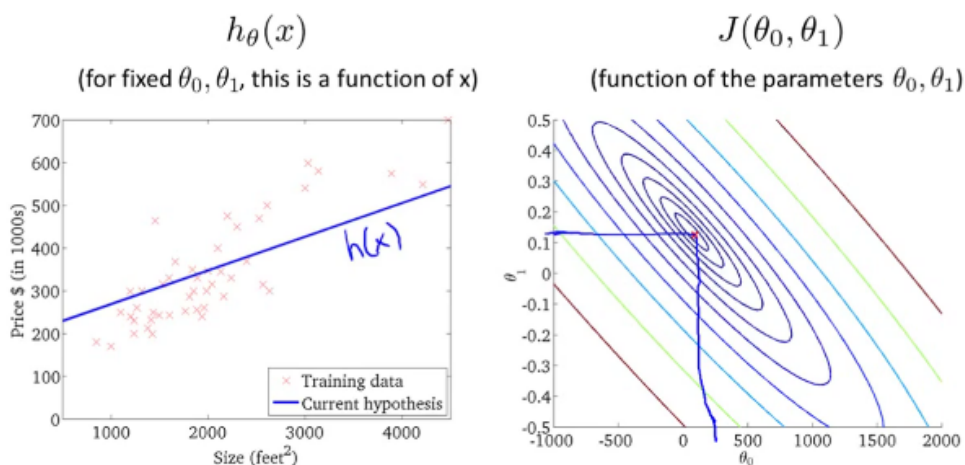 h_θ(x)
(for fixed θ₀, θ₁, this is a function of x)
700
600
500
400
300
200
100
0
Price $ (in 1000s)
h(x)
Training data
Current hypothesis
1000 2000 3000 4000
Size (feet²)
J(θ₀, θ₁)
(function of the parameters θ₀, θ₁)
0.5
0.4
0.3
0.2
0.1
0
-0.1
-0.2
-0.3
-0.4
-0.5
θ₁
-1000 -500 0 500 1000 1500 2000
θ₀